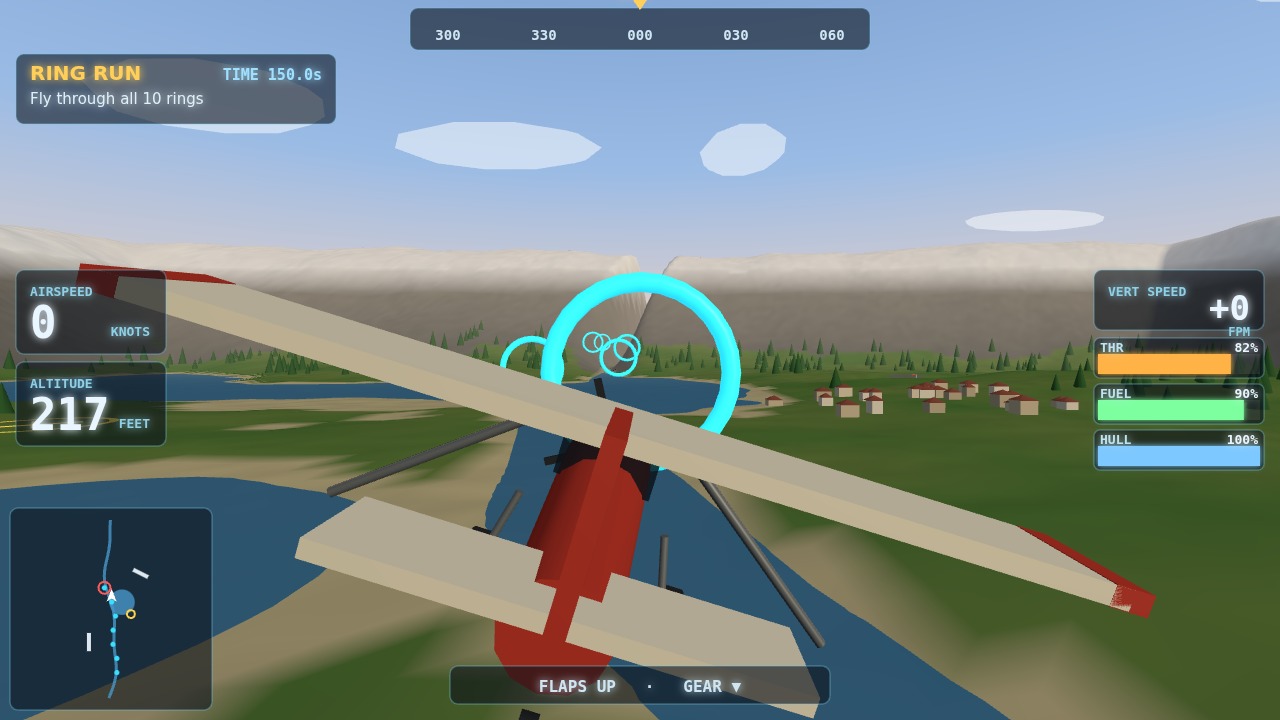 300 330 000 030 060
RING RUN TIME 150.0s
Fly through all 10 rings
AIRSPEED
0 KNOTS
ALTITUDE
217 FEET
VERT SPEED
+0
FPM
THR 82%
FUEL 90%
HULL 100%
FLAPS UP · GEAR ▼